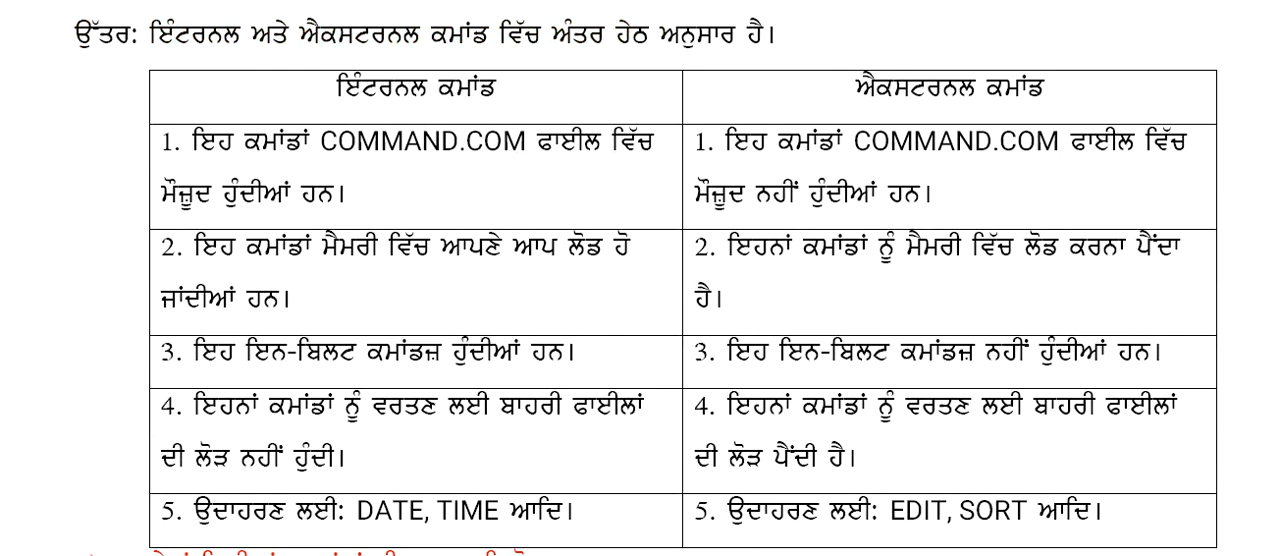 ਉੱਤਰ: ਇੰਟਰਨਲ ਅਤੇ ਐਕਸਟਰਨਲ ਕਮਾਂਡ ਵਿੱਚ ਅੰਤਰ ਹੇਠ ਅਨੁਸਾਰ ਹੈ।
ਇੰਟਰਨਲ ਕਮਾਂਡ
ਐਕਸਟਰਨਲ ਕਮਾਂਡ
1. ਇਹ ਕਮਾਂਡਾਂ COMMAND.COM ਫਾਈਲ ਵਿੱਚ
ਮੌਜ਼ੂਦ ਹੁੰਦੀਆਂ ਹਨ।
1. ਇਹ ਕਮਾਂਡਾਂ COMMAND.COM ਫਾਈਲ ਵਿੱਚ
ਮੌਜ਼ੂਦ ਨਹੀਂ ਹੁੰਦੀਆਂ ਹਨ।
2. ਇਹ ਕਮਾਂਡਾਂ ਮੈਮਰੀ ਵਿੱਚ ਆਪਣੇ ਆਪ ਲੋਡ ਹੋ
ਜਾਂਦੀਆਂ ਹਨ।
2. ਇਹਨਾਂ ਕਮਾਂਡਾਂ ਨੂੰ ਮੈਮਰੀ ਵਿੱਚ ਲੋਡ ਕਰਨਾ ਪੈਂਦਾ
ਹੈ।
3. ਇਹ ਇਨ-ਬਿਲਟ ਕਮਾਂਡਜ਼ ਹੁੰਦੀਆਂ ਹਨ।
3. ਇਹ ਇਨ-ਬਿਲਟ ਕਮਾਂਡਜ਼ ਨਹੀਂ ਹੁੰਦੀਆਂ ਹਨ।
4. ਇਹਨਾਂ ਕਮਾਂਡਾਂ ਨੂੰ ਵਰਤਣ ਲਈ ਬਾਹਰੀ ਫਾਈਲਾਂ
ਦੀ ਲੋੜ ਨਹੀਂ ਹੁੰਦੀ।
4. ਇਹਨਾਂ ਕਮਾਂਡਾਂ ਨੂੰ ਵਰਤਣ ਲਈ ਬਾਹਰੀ ਫਾਈਲਾਂ
ਦੀ ਲੋੜ ਪੈਂਦੀ ਹੈ।
5. ਉਦਾਹਰਣ ਲਈ: DATE, TIME ਆਦਿ।
5. ਉਦਾਹਰਣ ਲਈ: EDIT, SORT ਆਦਿ।